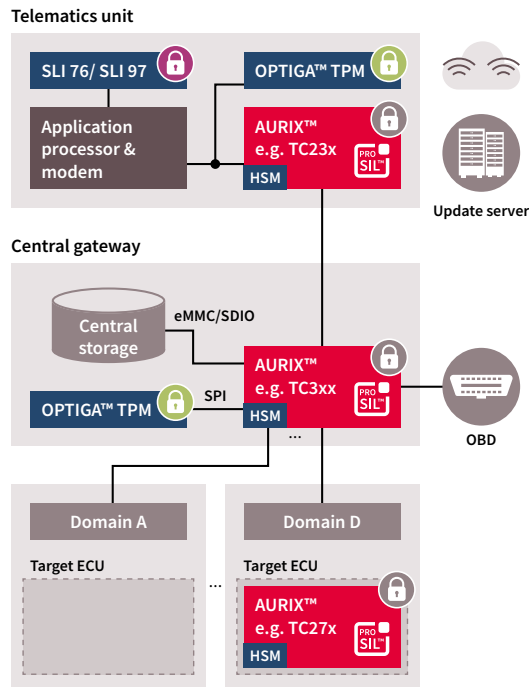 Telematics unit
SLI 76/ SLI 97
OPTIGA™ TPM
Application
processor &
modem
AURIX™
e.g. TC23x
PRO
SIL™
HSM
Update server
Central gateway
Central
storage
eMMC/SDIO
AURIX™
e.g. TC3xx
PRO
SIL™
HSM
OPTIGA™ TPM
SPI
...
OBD
Domain A
Domain D
Target ECU
...
Target ECU
AURIX™
e.g. TC27x
PRO
SIL™
HSM